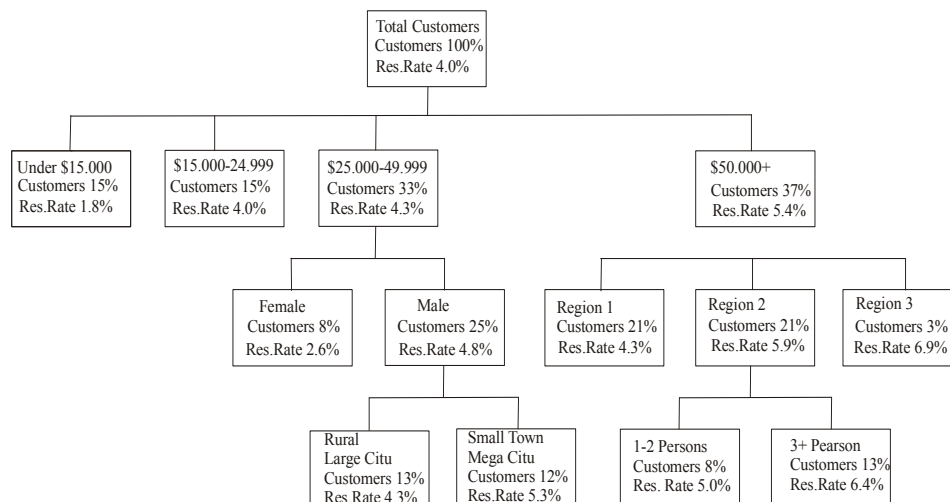 Total Customers
Customers 100%
Res.Rate 4.0%
Under $15.000
Customers 15%
Res.Rate 1.8%
$15.000-24.999
Customers 15%
Res.Rate 4.0%
$25.000-49.999
Customers 33%
Res.Rate 4.3%
$50.000+
Customers 37%
Res.Rate 5.4%
Female
Customers 8%
Res.Rate 2.6%
Male
Customers 25%
Res.Rate 4.8%
Region 1
Customers 21%
Res.Rate 4.3%
Region 2
Customers 21%
Res.Rate 5.9%
Region 3
Customers 3%
Res.Rate 6.9%
Rural
Large Citu
Customers 13%
Res Rate 4.3%
Small Town
Mega Citu
Customers 12%
Res.Rate 5.3%
1-2 Persons
Customers 8%
Res. Rate 5.0%
3+ Pearson
Customers 13%
Res.Rate 6.4%